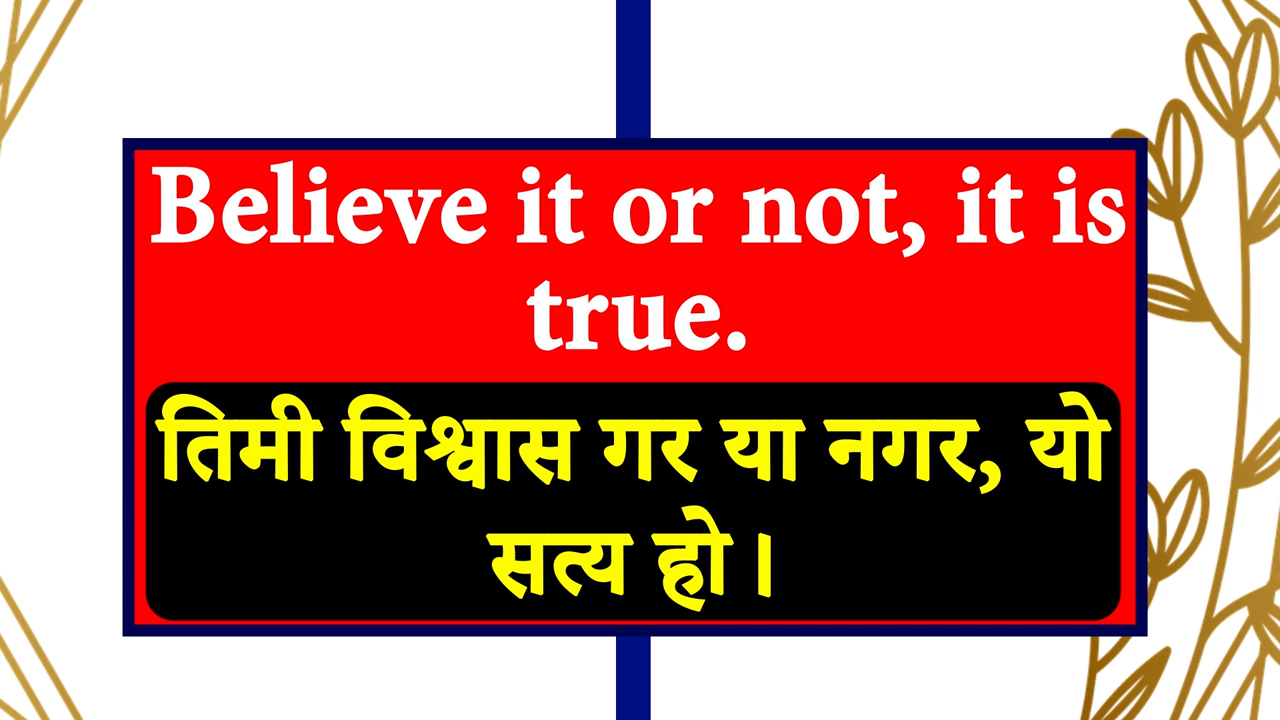 Believe it or not, it is
true.
तिमी विश्वास गर या नगर, यो
सत्य हो ।